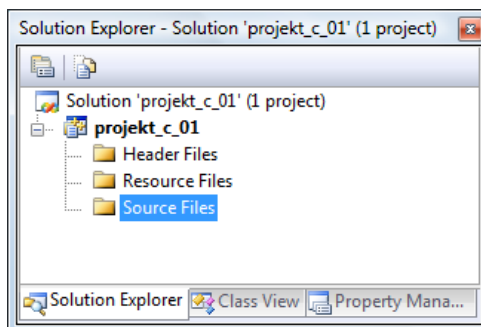 Solution Explorer - Solution 'projekt_c_01' (1 project)
Solution 'projekt_c_01' (1 project)
projekt_c_01
Header Files
Resource Files
Source Files
Solution Explorer Class View Property Mana...